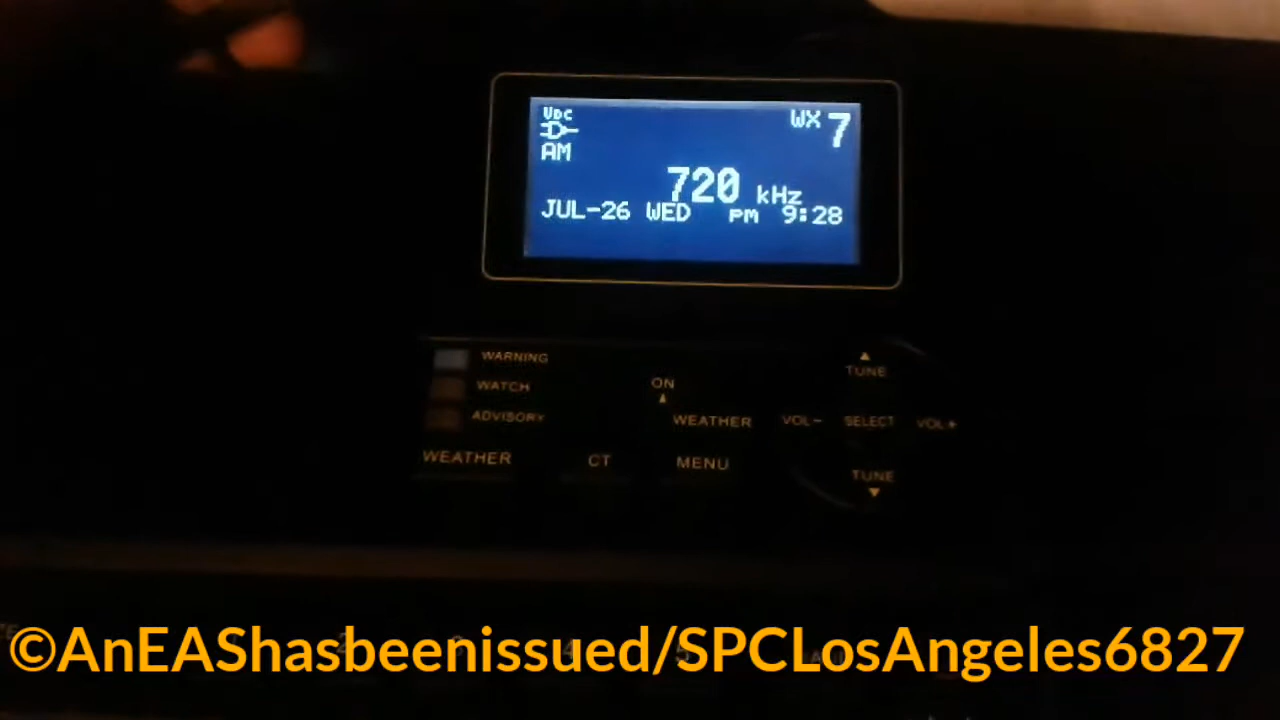 VDC
WX 7
AM
720 kHz
JUL-26 WED PM 9:28
WARNING
WATCH
ADVISORY
ON
WEATHER
WEATHER
CT
MENU
TUNE
VOL-
SELECT
VOL+
TUNE
©AnEAShasbeenissued/SPCLosAngeles6827